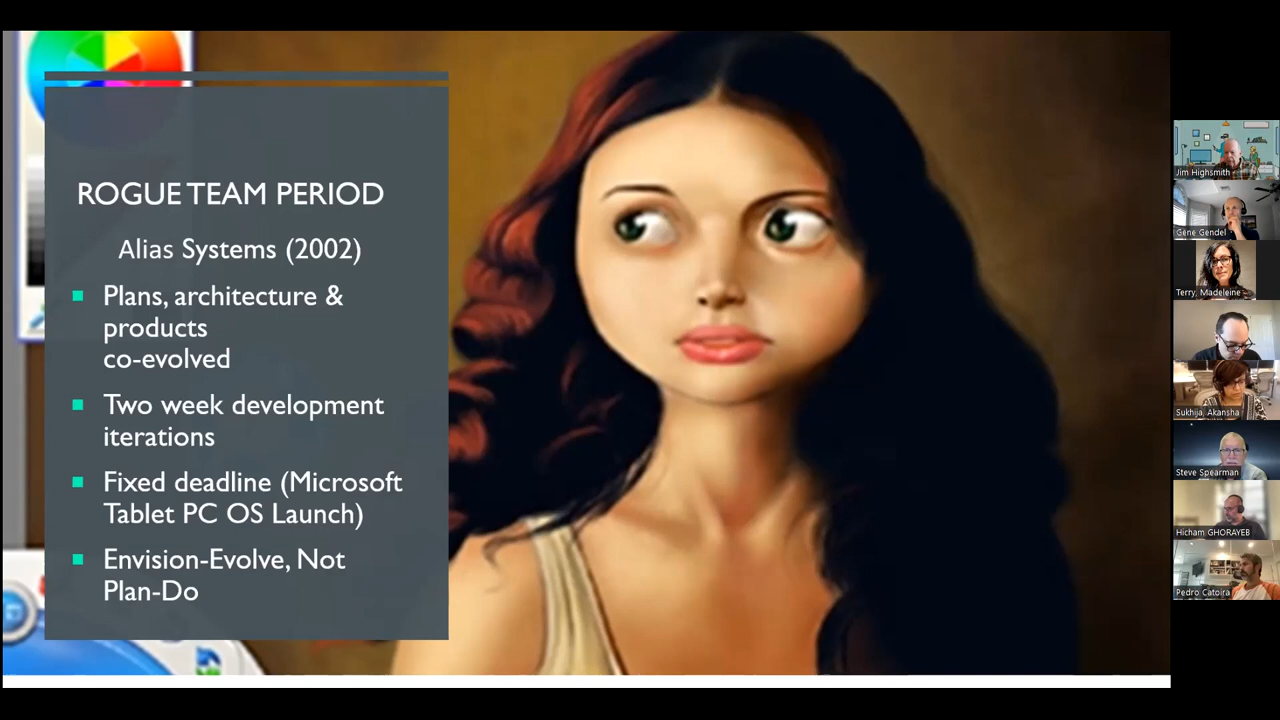 ROGUE TEAM PERIOD
Alias Systems (2002)
Plans, architecture &
products
co-evolved
Two week development
iterations
Fixed deadline (Microsoft
Tablet PC OS Launch)
Envision-Evolve, Not
Plan-Do
Jim Highsmith
Gene Gendel
Terry, Madeleine
Sukhija, Akansha
Steve Spearman
Hicham GHORAYEB
Pedro Catoira